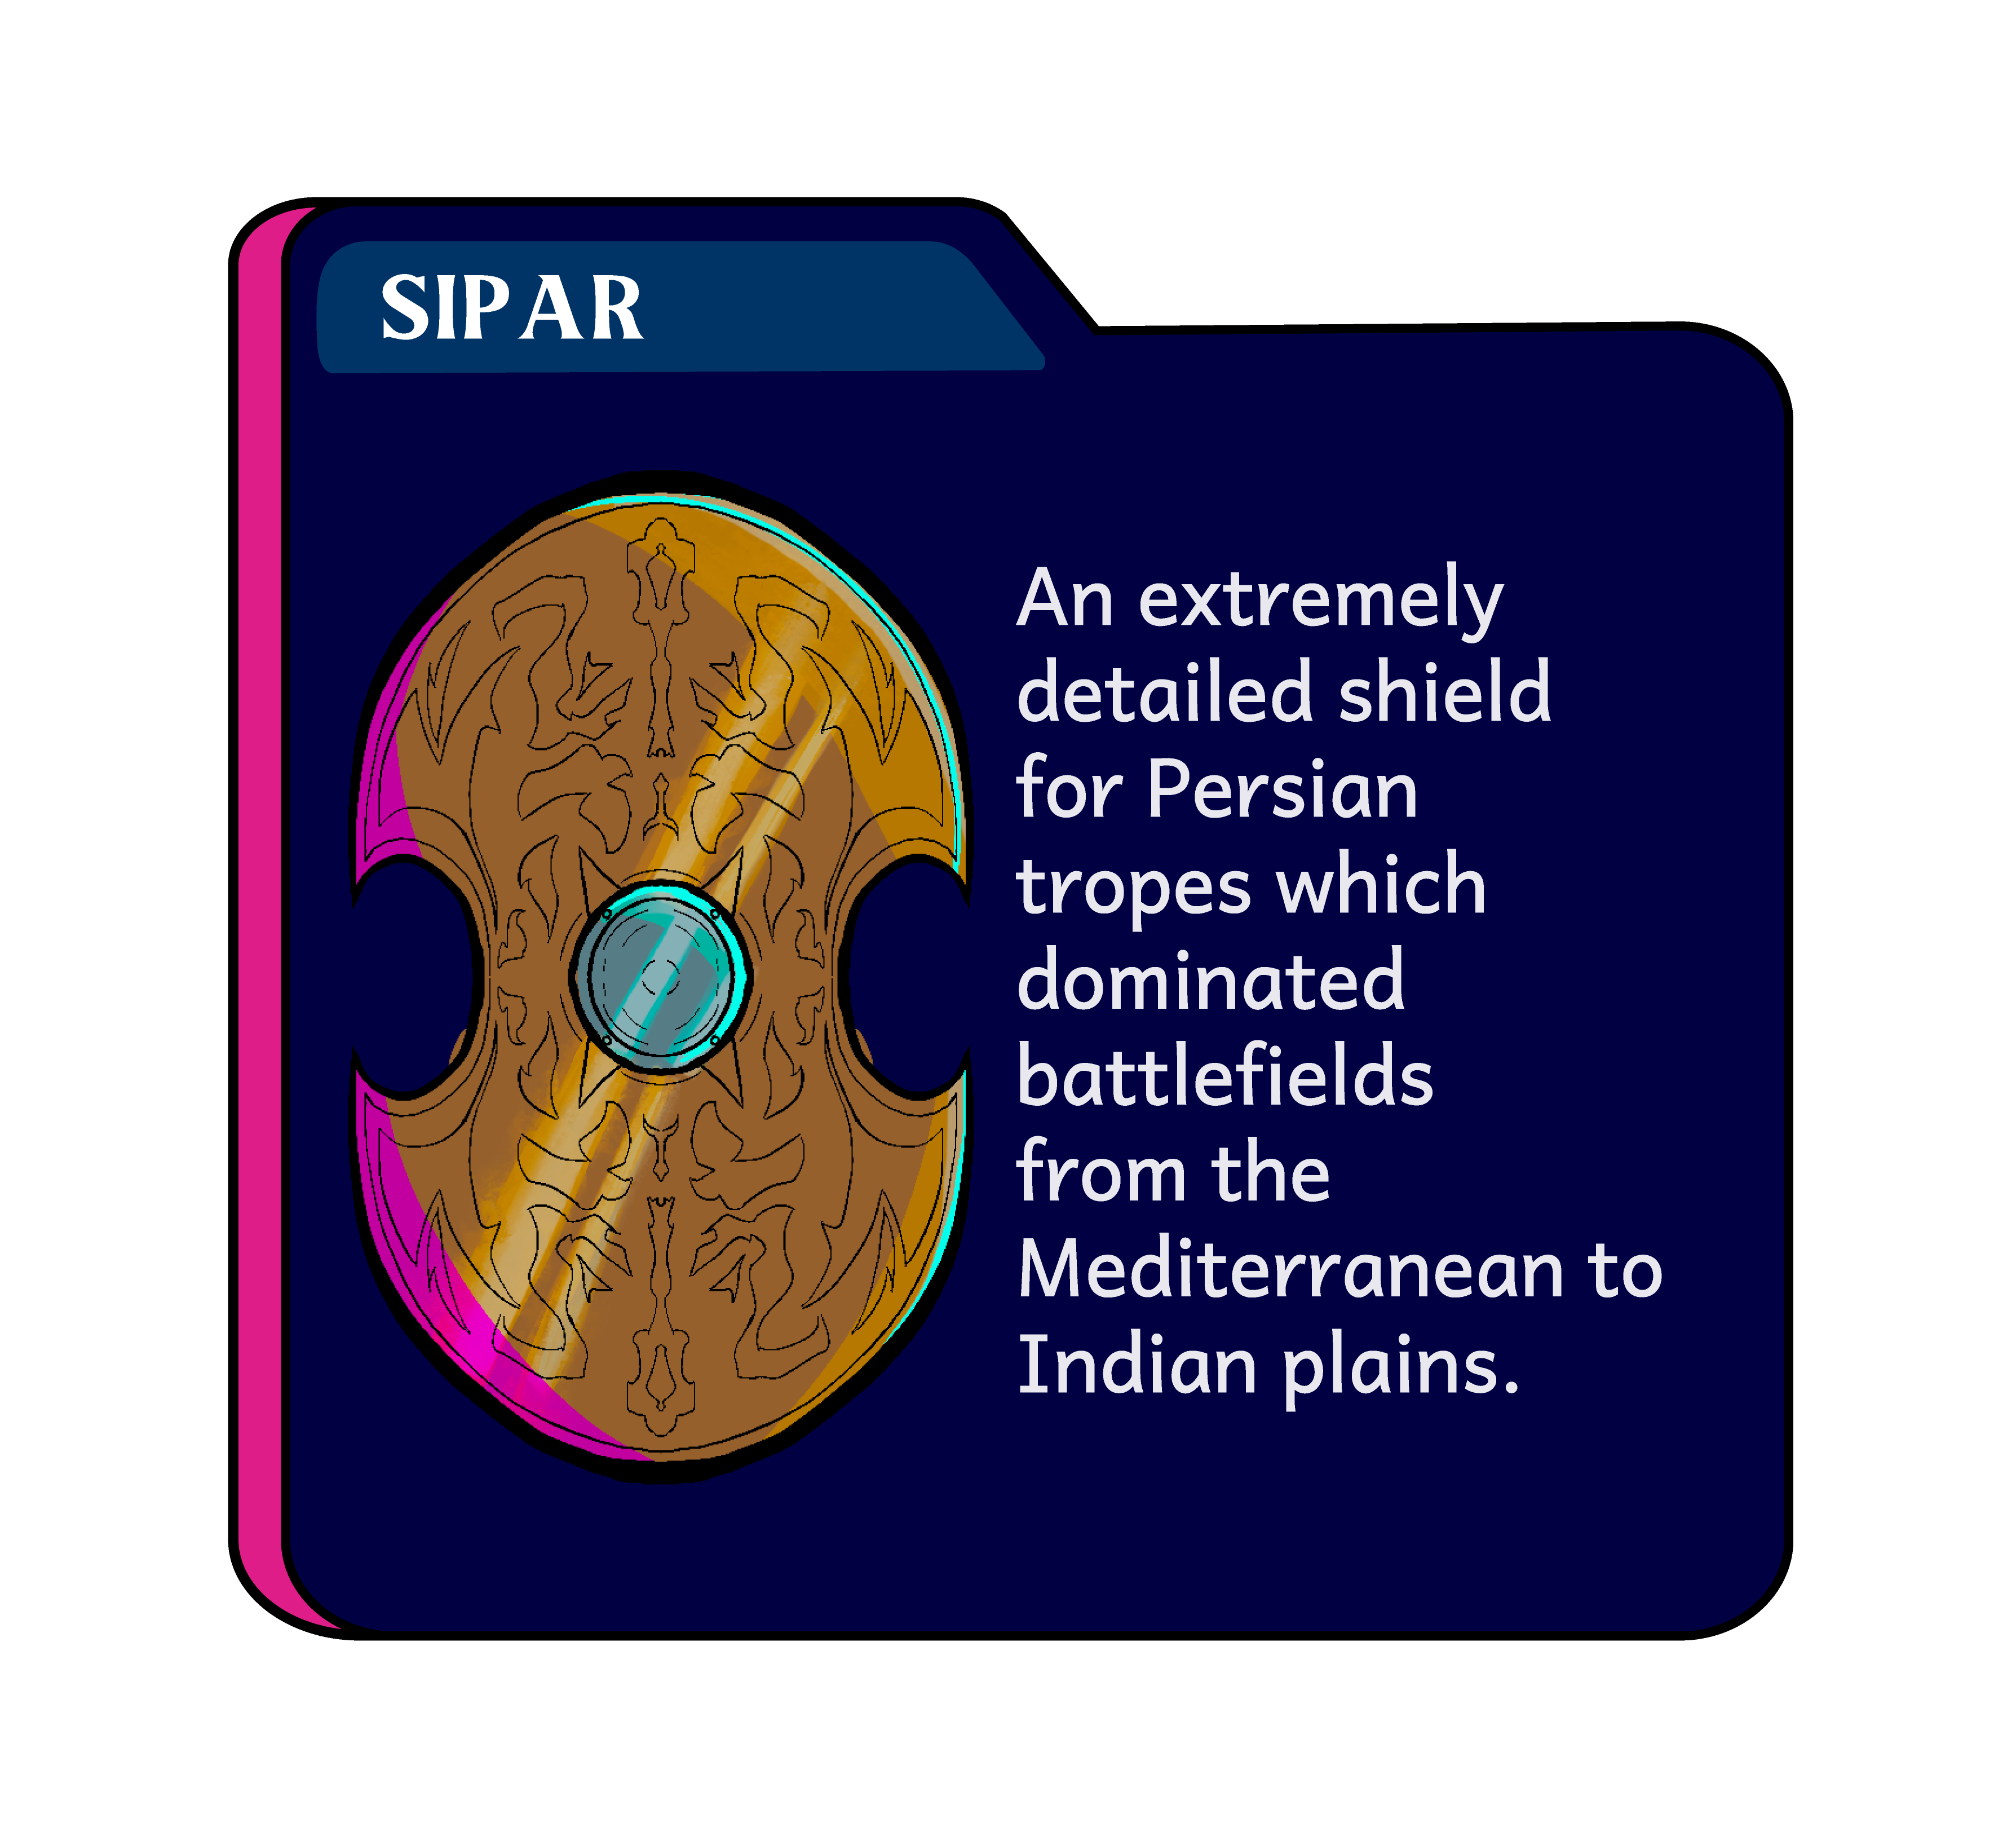 SIPAR
An extremely
detailed shield
for Persian
tropes which
dominated
battlefields
from the
Mediterranean to
Indian plains.